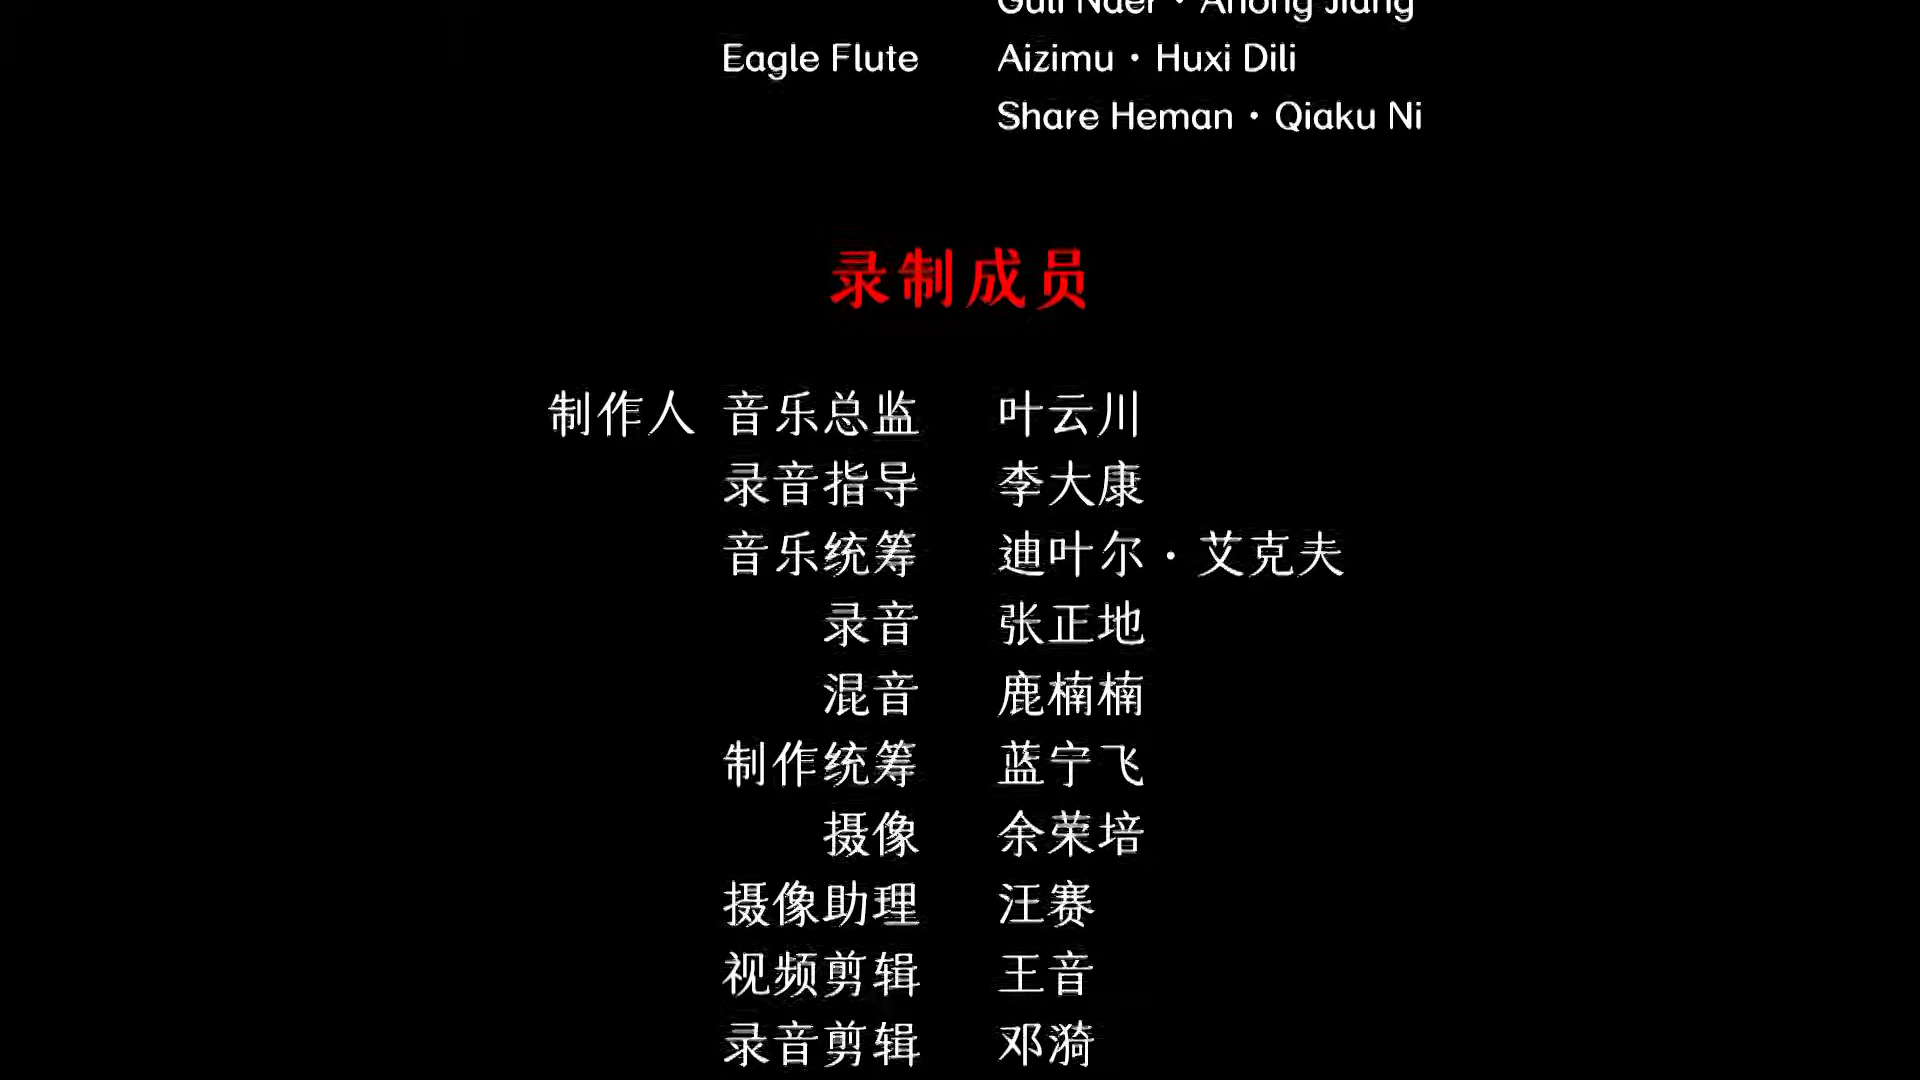 Guli Nder · Ahong Jiang
Eagle Flute Aizimu · Huxi Dili
Share Heman · Qiaku Ni
录制成员
制作人 音乐总监 叶云川
录音指导 李大康
音乐统筹 迪叶尔·艾克夫
录音 张正地
混音 鹿楠楠
制作统筹 蓝宁飞
摄像 余荣培
摄像助理 汪赛
视频剪辑 王音
录音剪辑 邓漪